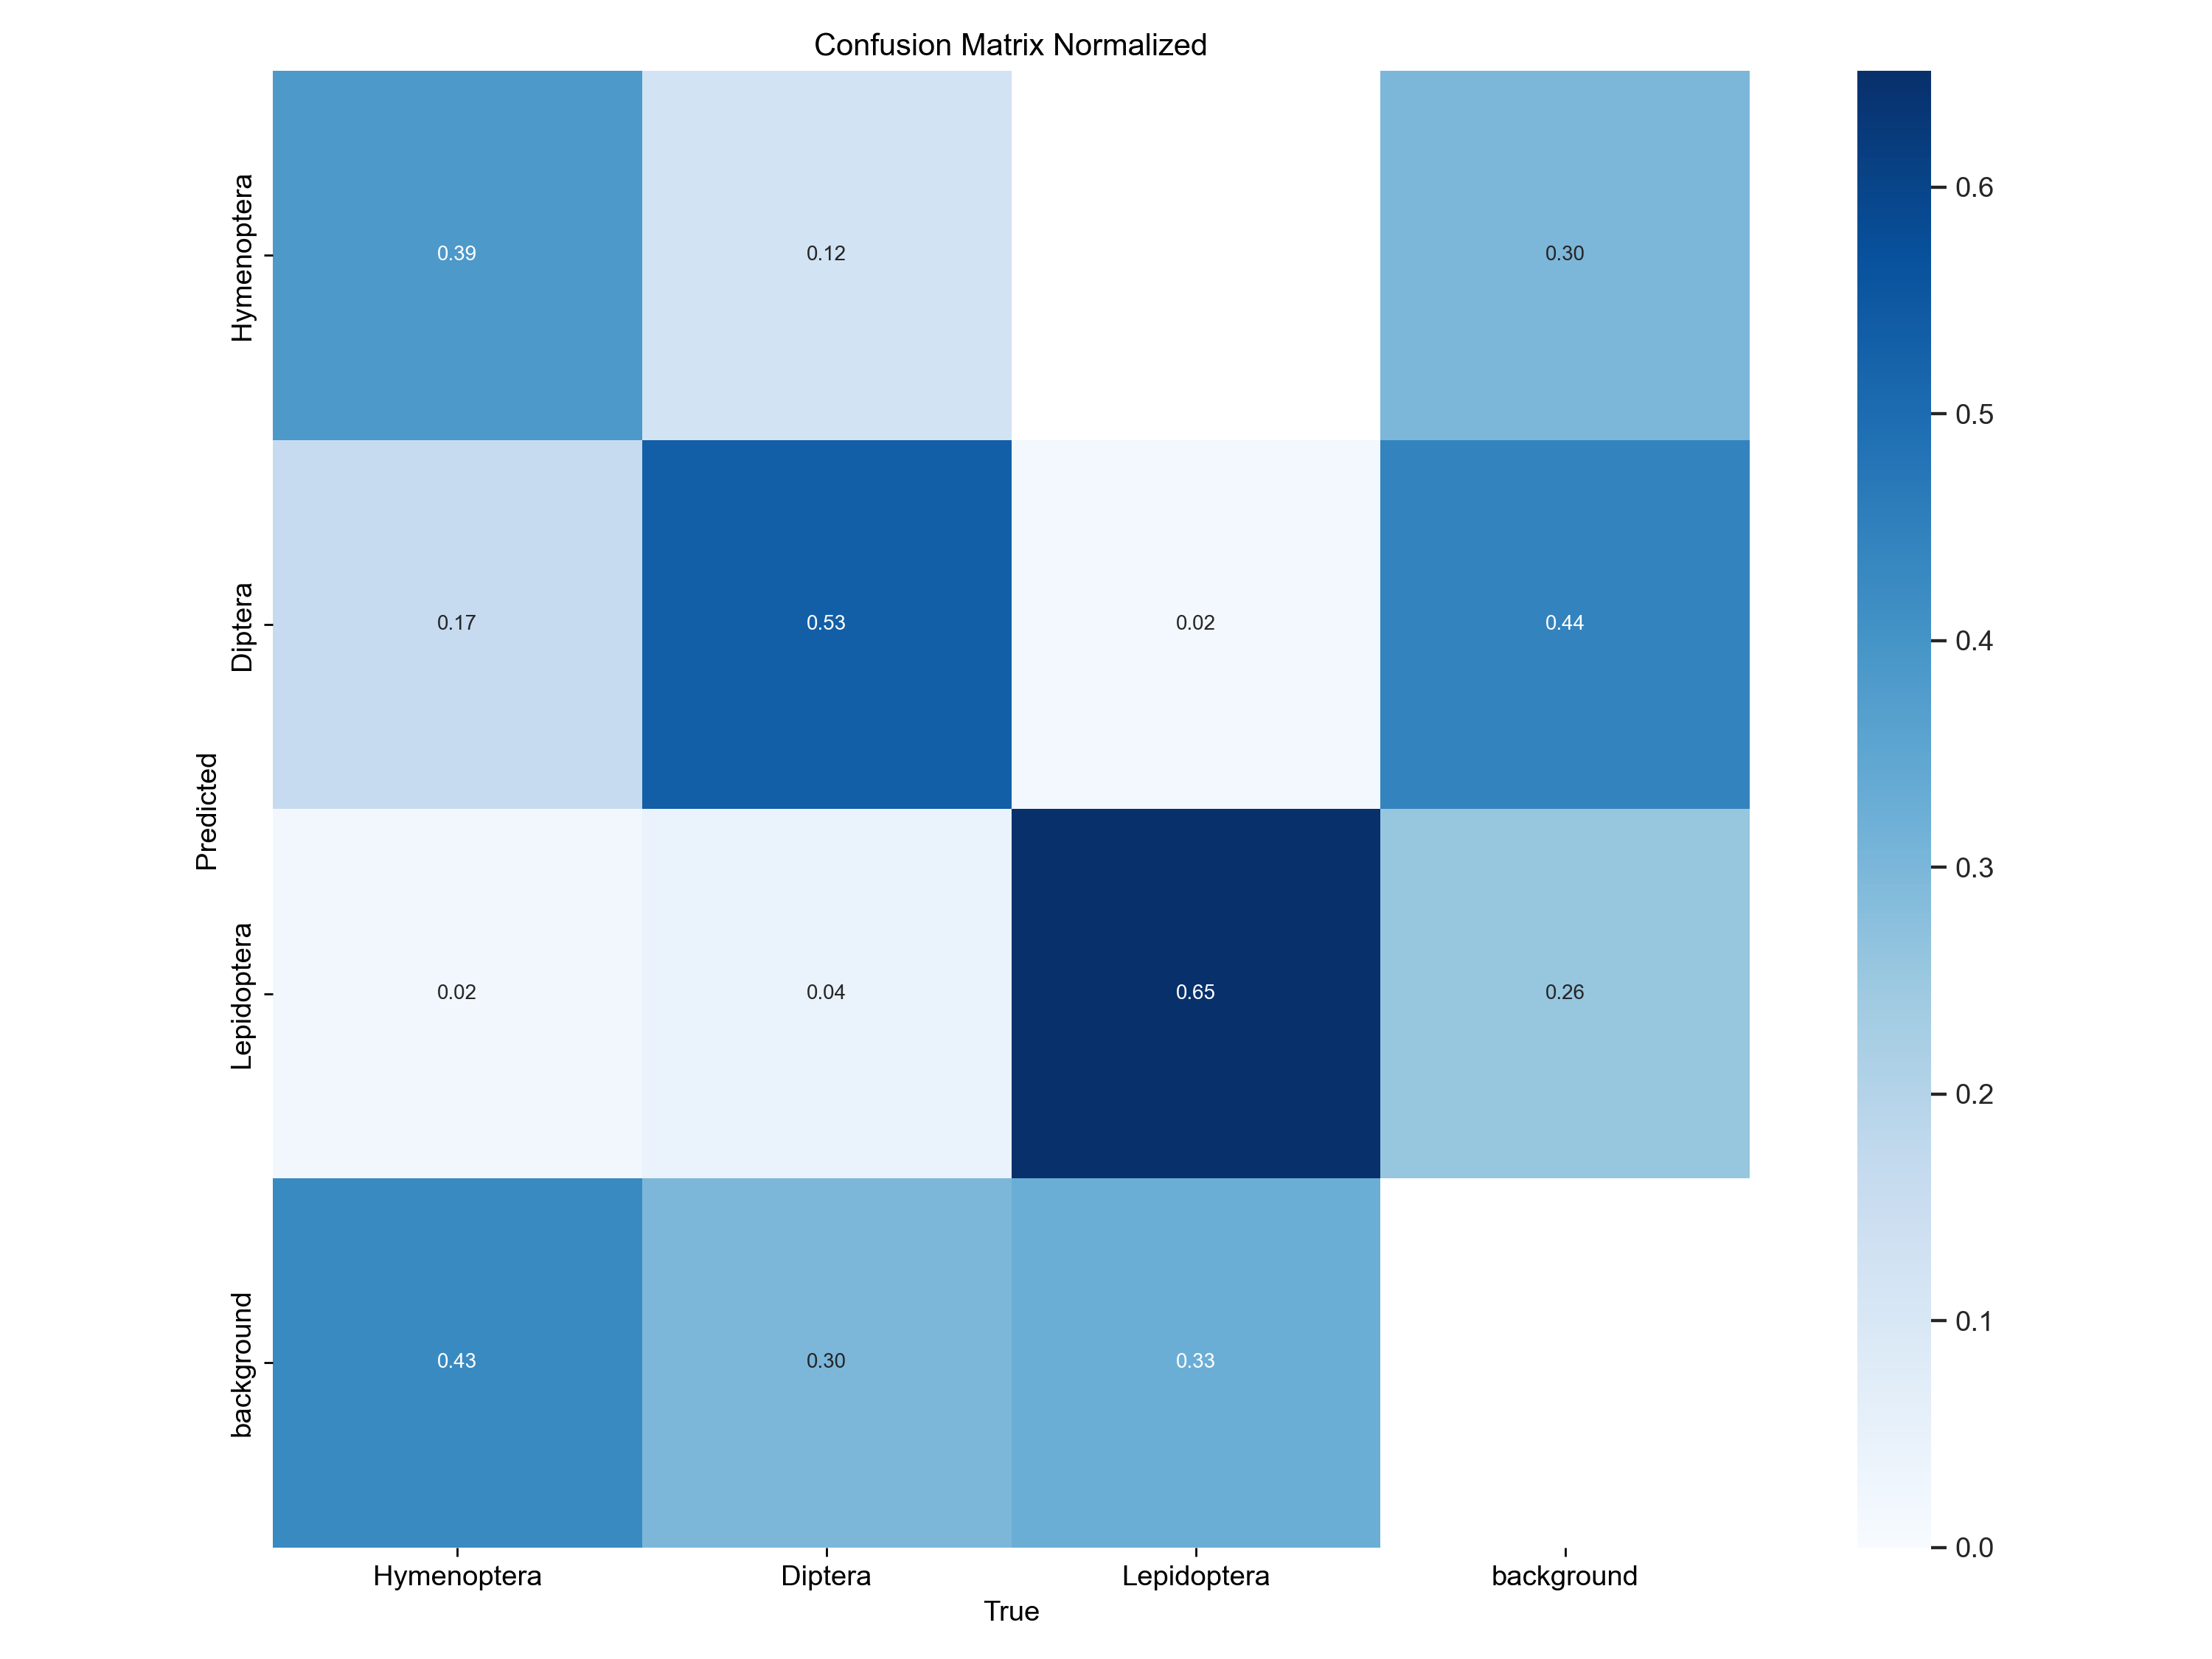 Confusion Matrix Normalized
Hymenoptera
0.39
0.12
0.30
Diptera
0.17
0.53
0.02
0.44
Lepidoptera
0.02
0.04
0.65
0.26
background
0.43
0.30
0.33
Predicted
Hymenoptera
Diptera
Lepidoptera
background
True
0.6
0.5
0.4
0.3
0.2
0.1
0.0